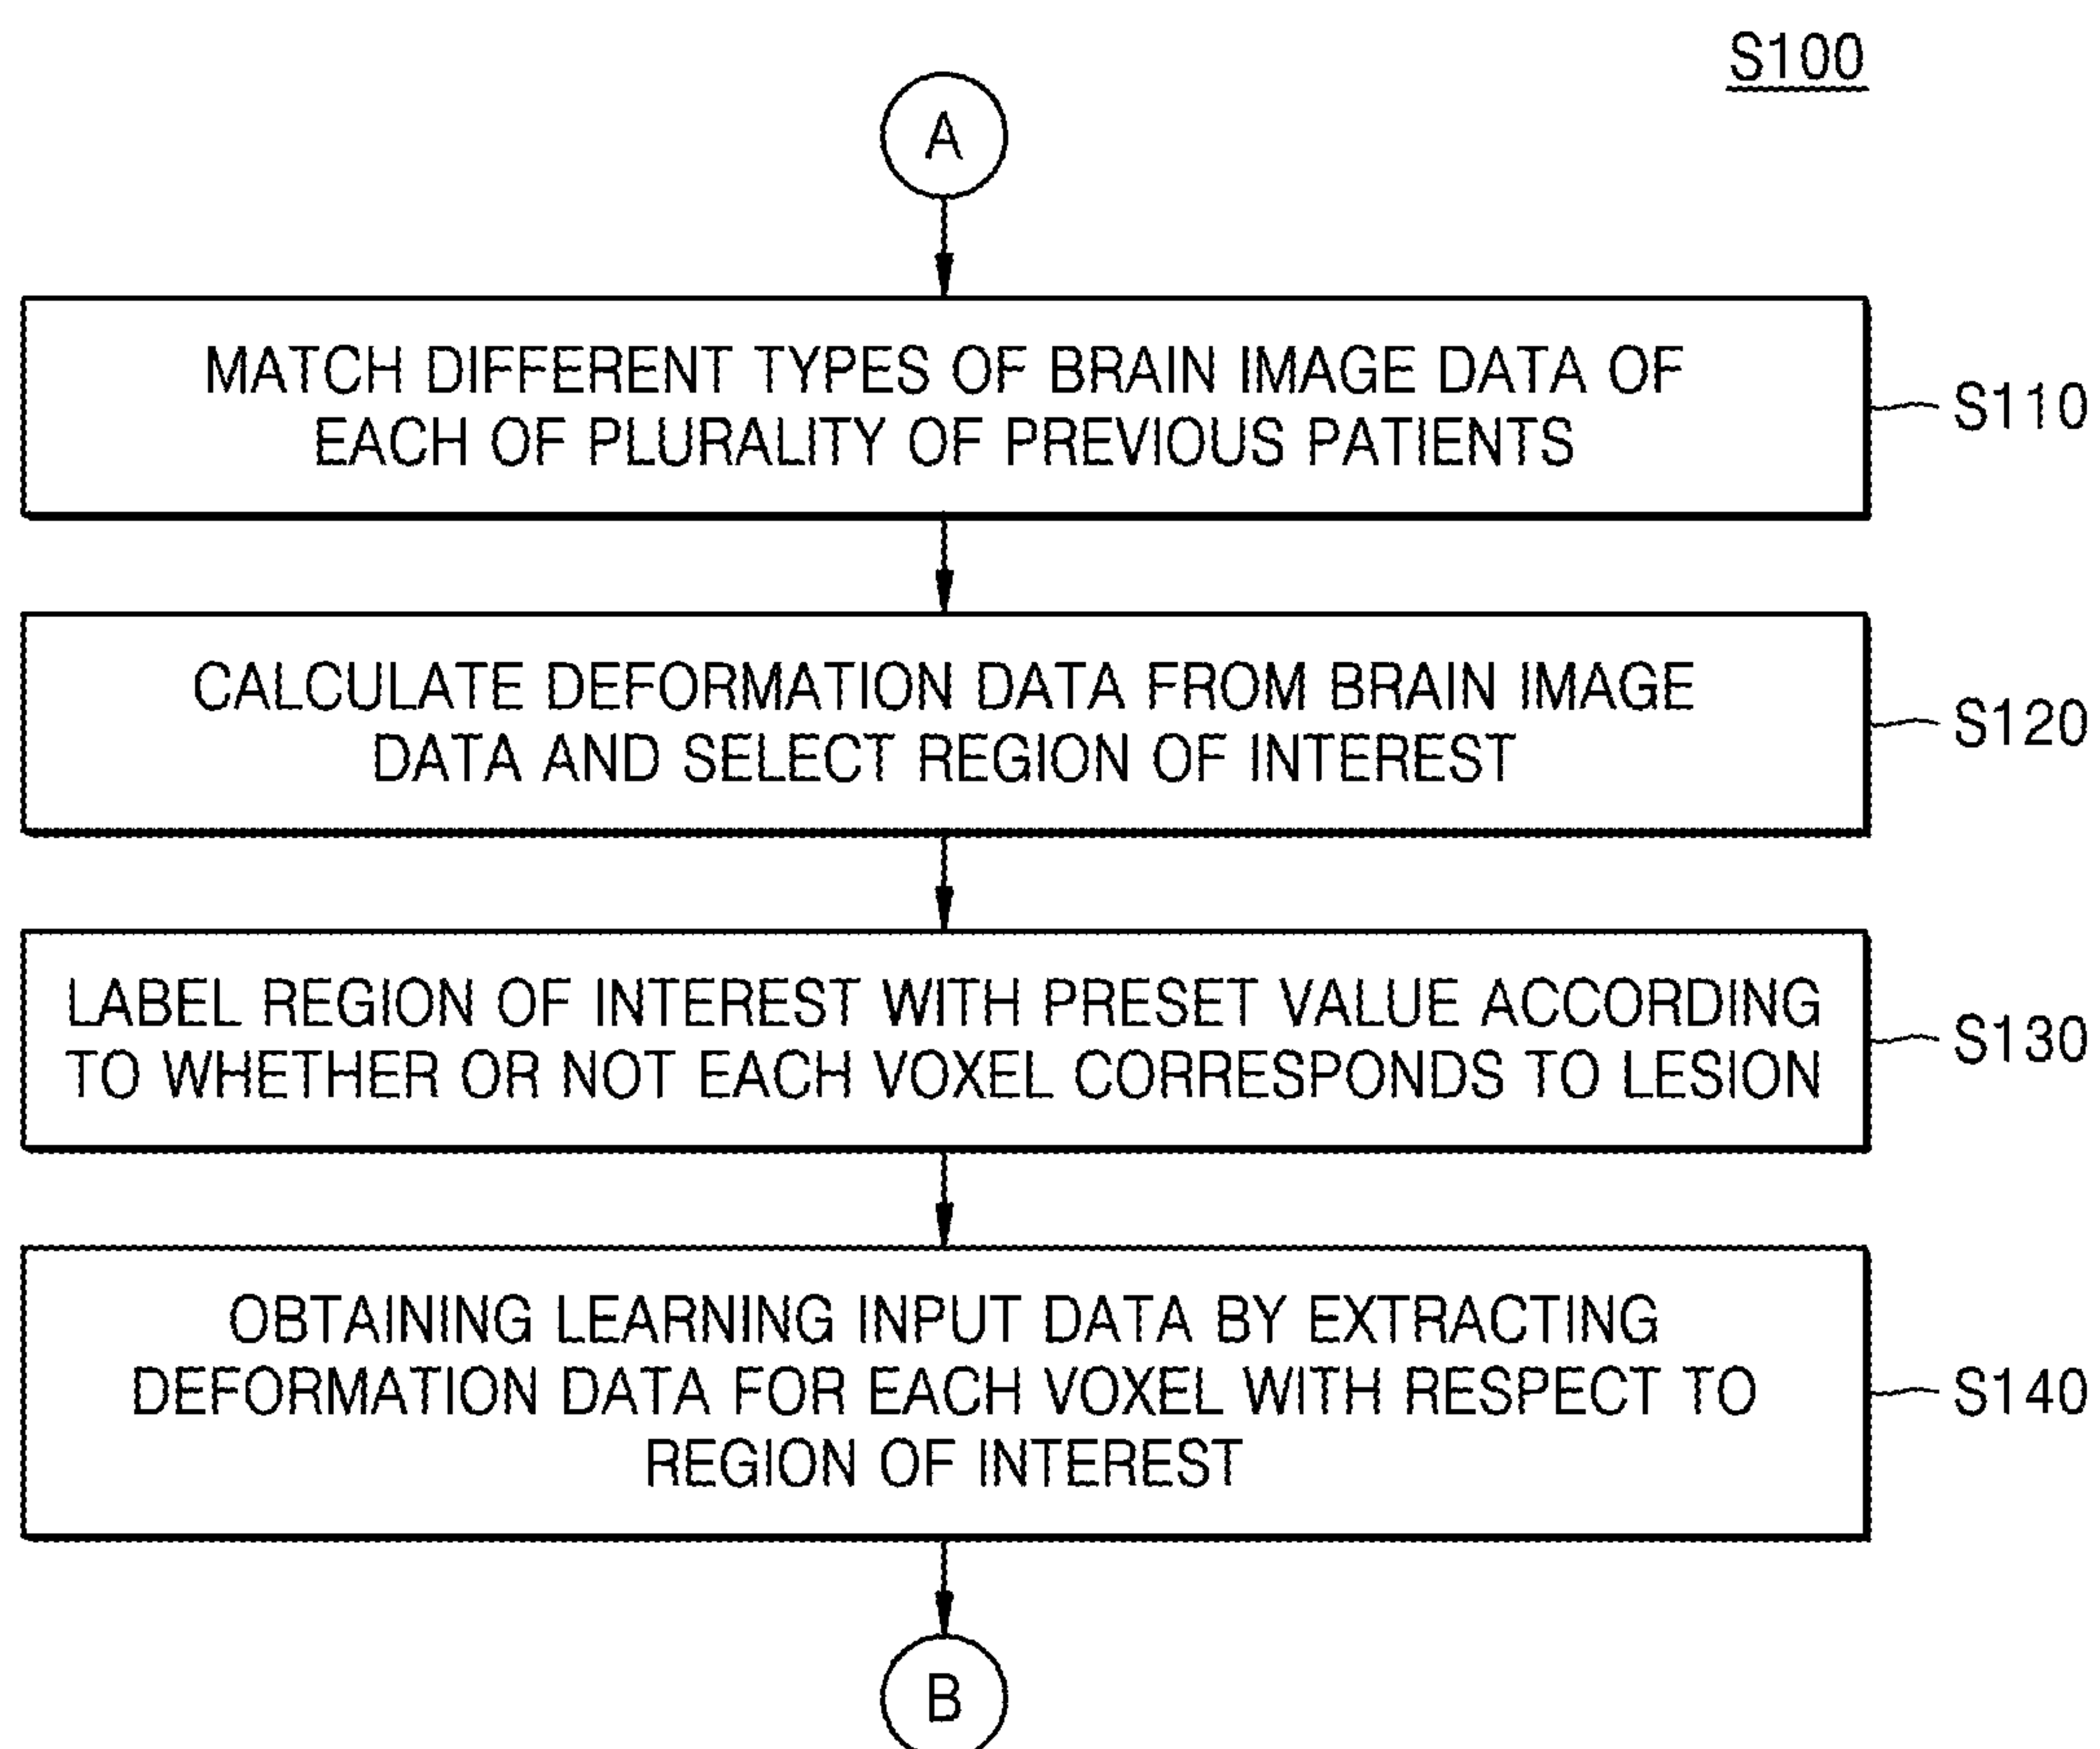 S100
A
MATCH DIFFERENT TYPES OF BRAIN IMAGE DATA OF
EACH OF PLURALITY OF PREVIOUS PATIENTS
S110
CALCULATE DEFORMATION DATA FROM BRAIN IMAGE
DATA AND SELECT REGION OF INTEREST
S120
LABEL REGION OF INTEREST WITH PRESET VALUE ACCORDING
TO WHETHER OR NOT EACH VOXEL CORRESPONDS TO LESION
S130
OBTAINING LEARNING INPUT DATA BY EXTRACTING
DEFORMATION DATA FOR EACH VOXEL WITH RESPECT TO
REGION OF INTEREST
S140
B